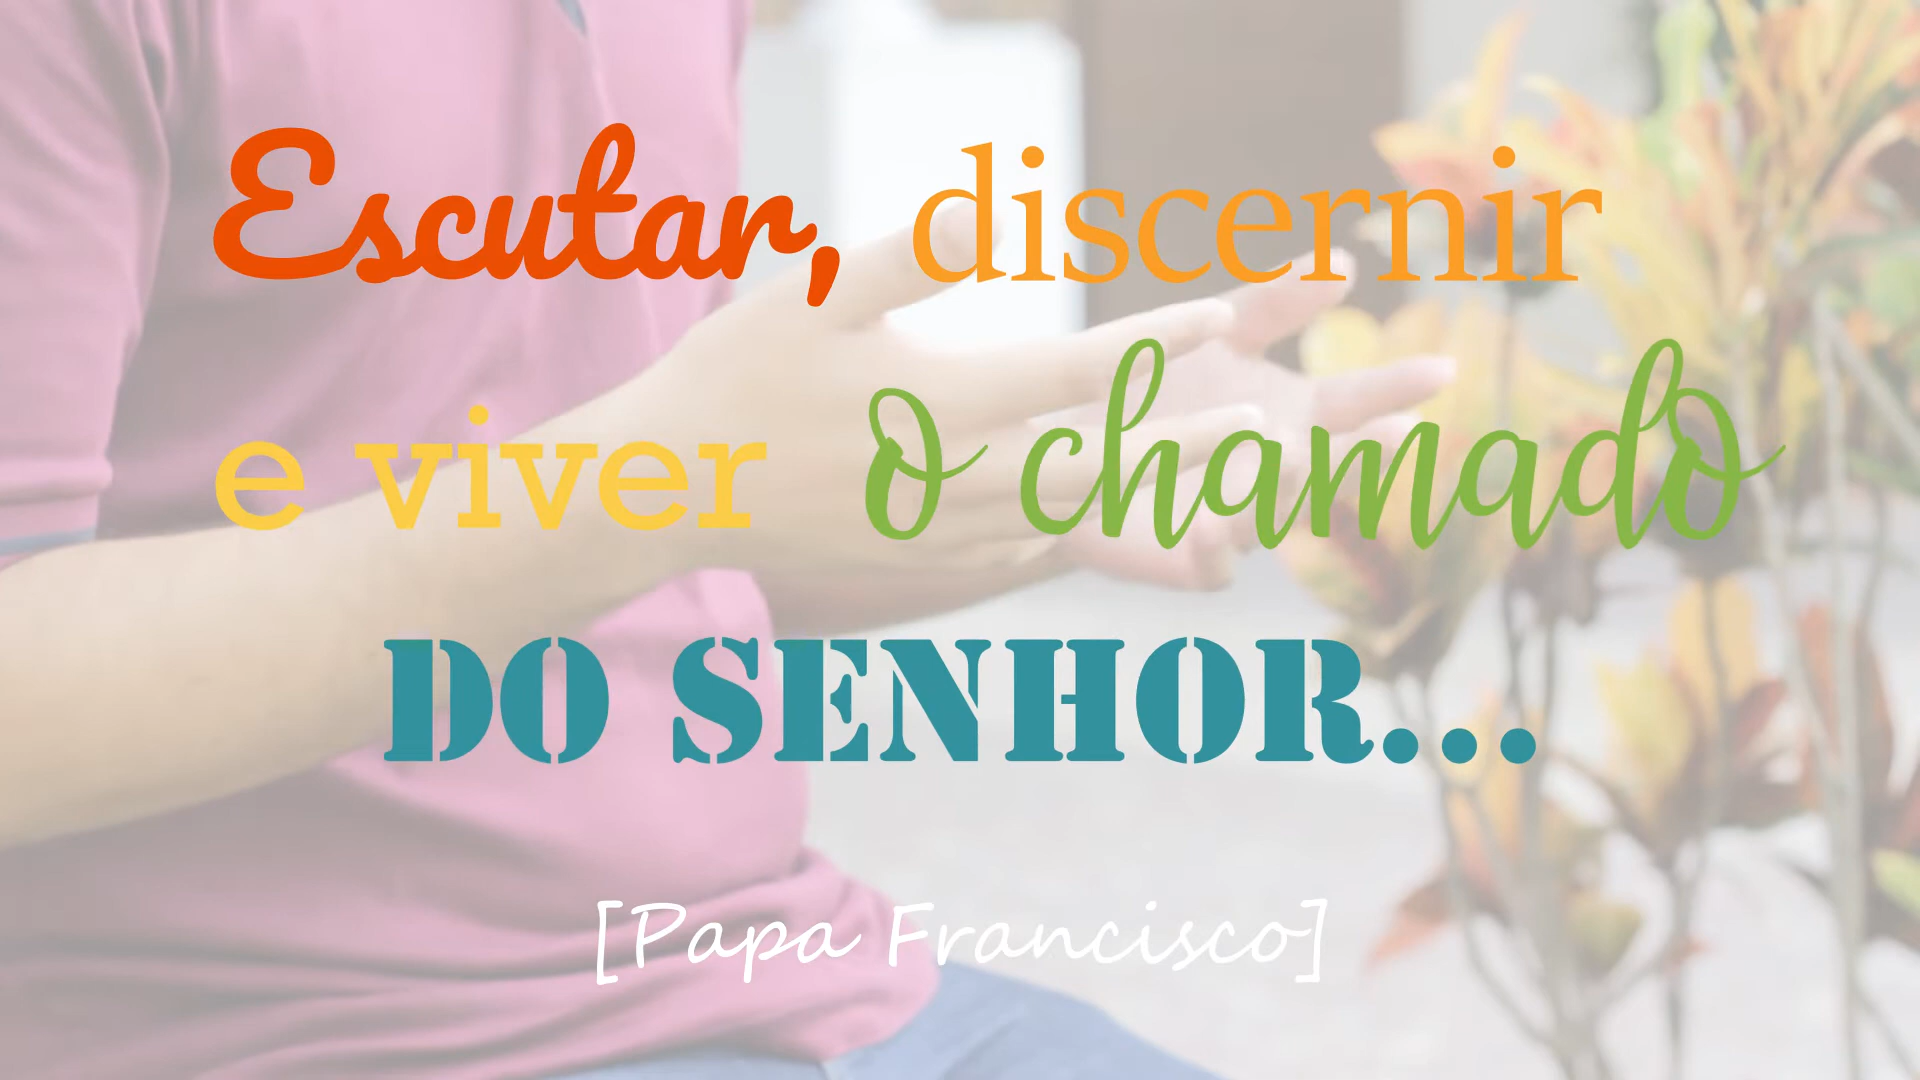 Escutar, discernir
e viver o chamado
DO SENHOR...
[Papa Francisco]